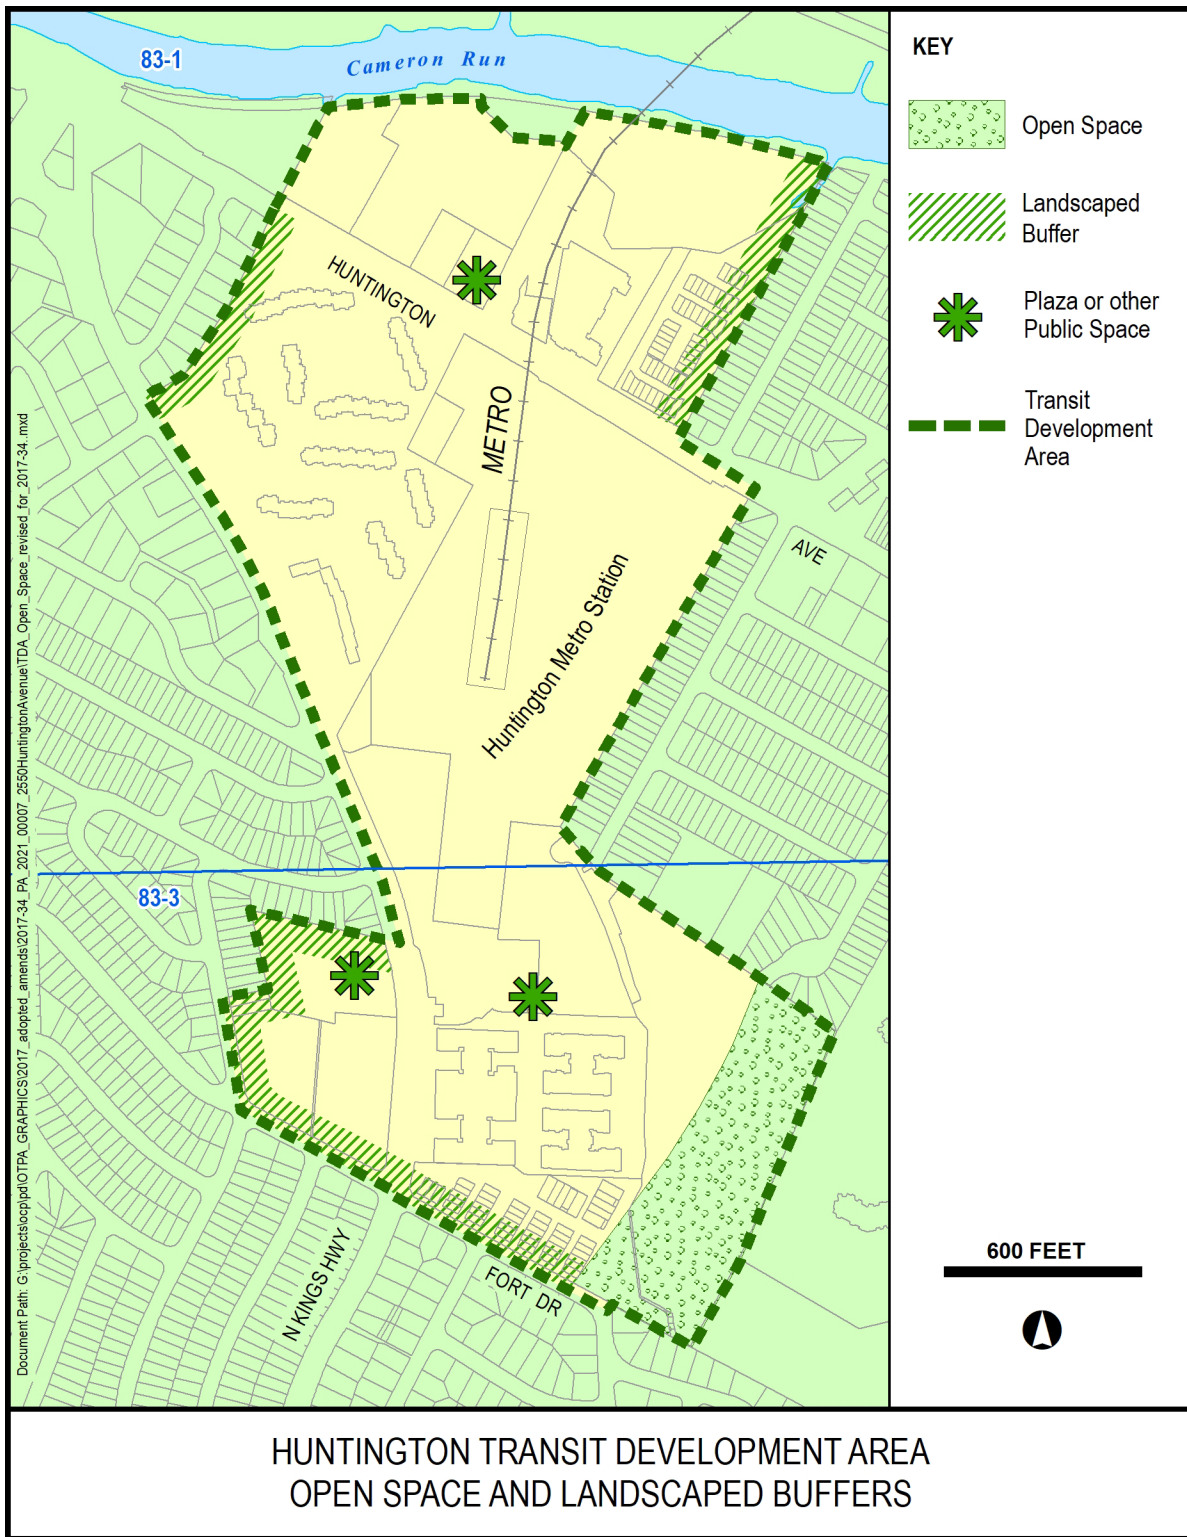 83-1
Cameron Run
HUNTINGTON
METRO
AVE
Huntington Metro Station
83-3
N KINGS HWY
FORT DR
Document Path: G:\projects\ocp\pd\OTPA_GRAPHICS\2017_adopted_amends\2017-34_PA_2021_00007_2550HuntingtonAvenue\TDA_Open_Space_revised_for_2017-34..mxd
KEY
Open Space
Landscaped
Buffer
Plaza or other
Public Space
Transit
Development
Area
600 FEET
HUNTINGTON TRANSIT DEVELOPMENT AREA
OPEN SPACE AND LANDSCAPED BUFFERS